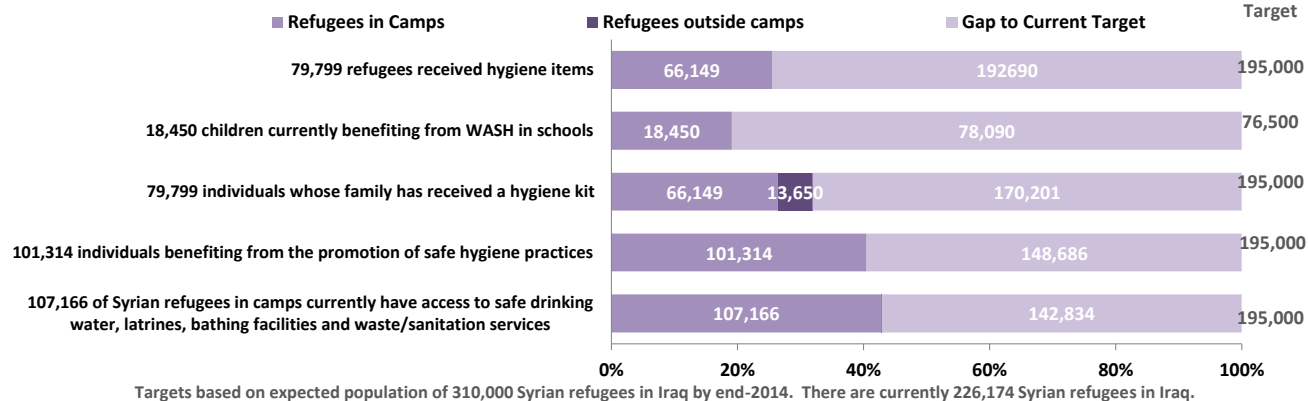 Refugees in Camps Refugees outside camps Gap to Current Target Target
79,799 refugees received hygiene items 66,149 192690 195,000
18,450 children currently benefiting from WASH in schools 18,450 78,090 76,500
79,799 individuals whose family has received a hygiene kit 66,149 13,650 170,201 195,000
101,314 individuals benefiting from the promotion of safe hygiene practices 101,314 148,686 195,000
107,166 of Syrian refugees in camps currently have access to safe drinking
water, latrines, bathing facilities and waste/sanitation services 107,166 142,834 195,000
0% 20% 40% 60% 80% 100%
Targets based on expected population of 310,000 Syrian refugees in Iraq by end-2014. There are currently 226,174 Syrian refugees in Iraq.